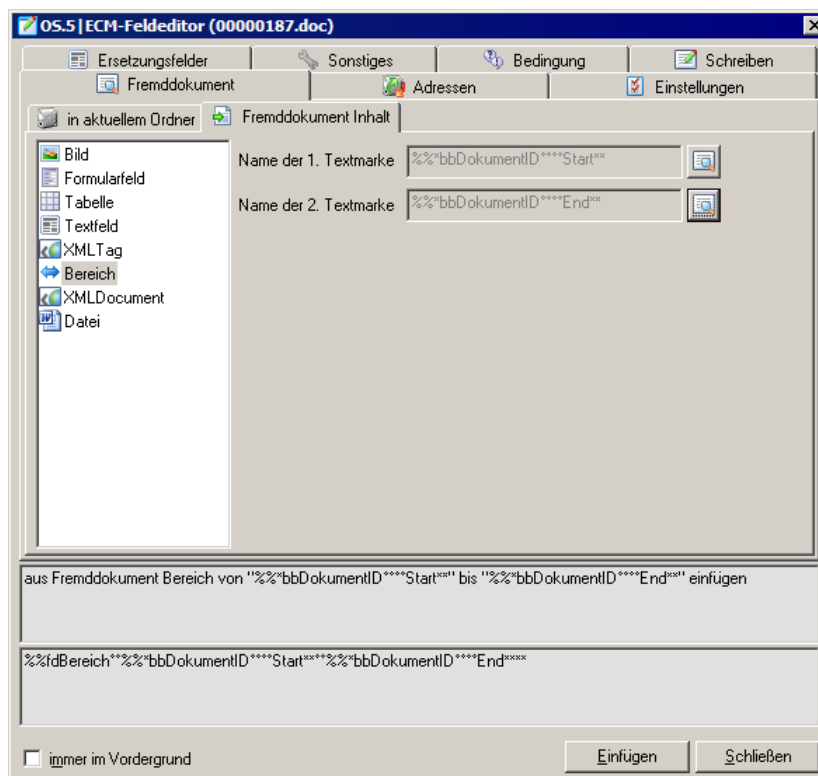 OS.5|ECM-Feldeditor (00000187.doc)
Ersetzungsfelder Sonstiges Bedingung Schreiben
Fremddokument Adressen Einstellungen
in aktuellem Ordner Fremddokument Inhalt
Bild
Formularfeld
Tabelle
Textfeld
XMLTag
Bereich
XMLDocument
Datei
Name der 1. Textmarke %%*bbDokumentID****Start**
Name der 2. Textmarke %%*bbDokumentID****End**
aus Fremddokument Bereich von "%%*bbDokumentID****Start**" bis "%%*bbDokumentID****End**" einfügen
%%fdBereich**%%*bbDokumentID****Start****%%*bbDokumentID****End****
immer im Vordergrund
Einfügen Schließen